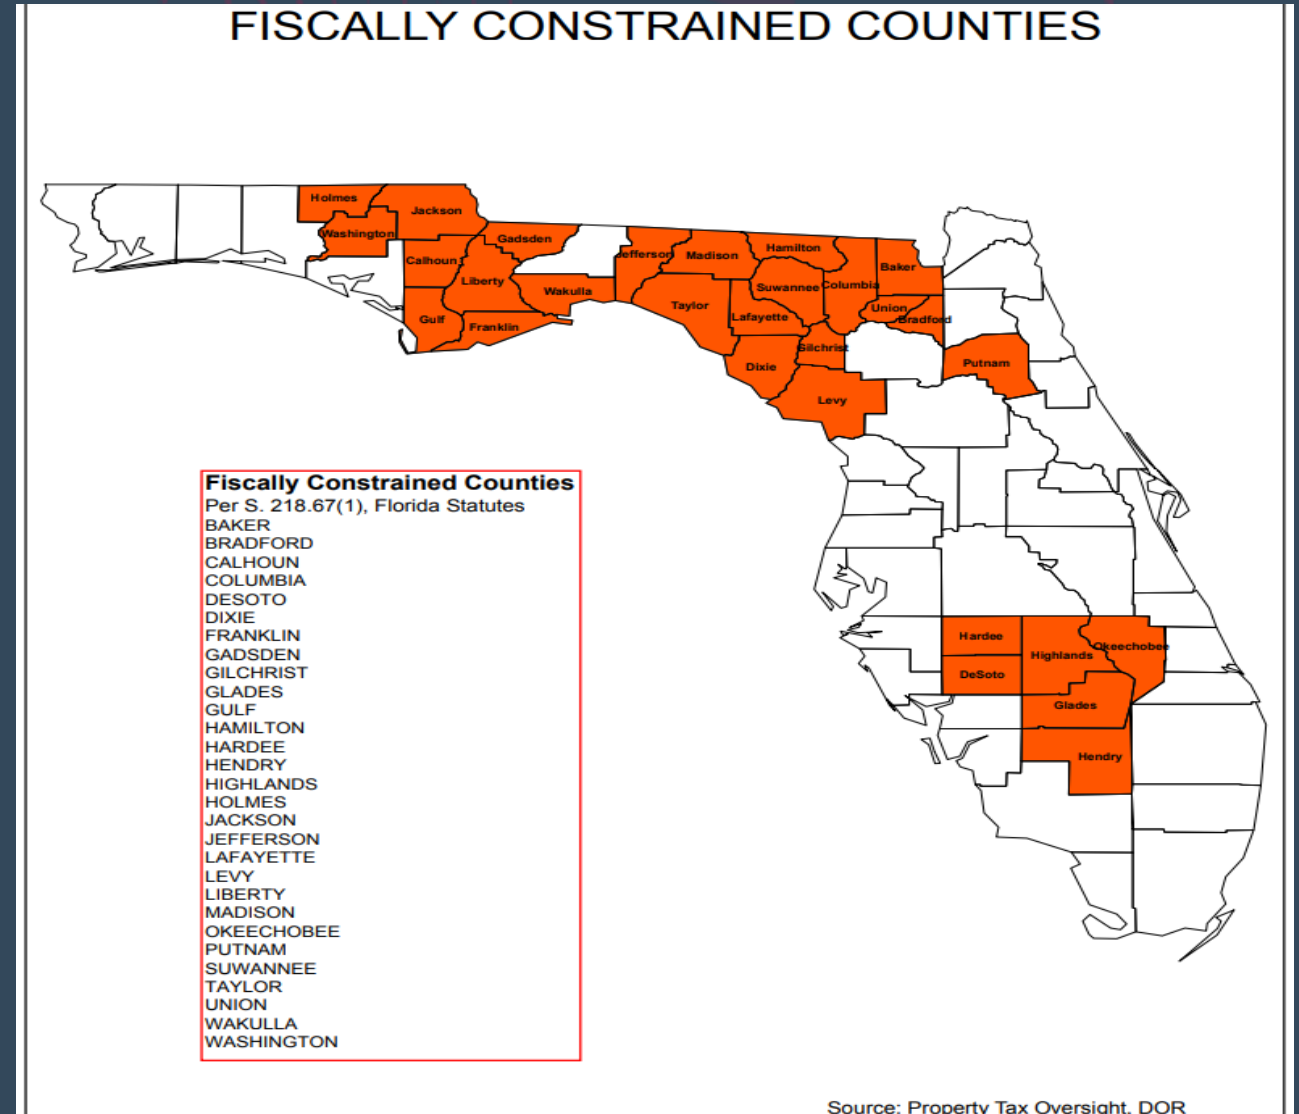 FISCALLY CONSTRAINED COUNTIES
Holmes
Jackson
Washington
Gadsden
Calhoun
Liberty
Wakulla
Gulf
Franklin
Jefferson
Madison
Hamilton
Baker
Suwannee
Columbia
Taylor
Lafayette
Union
Bradford
Gilchrist
Dixie
Putnam
Levy
Hardee
Okeechobee
Highlands
DeSoto
Glades
Hendry
Fiscally Constrained Counties
Per S. 218.67(1), Florida Statutes
BAKER
BRADFORD
CALHOUN
COLUMBIA
DESOTO
DIXIE
FRANKLIN
GADSDEN
GILCHRIST
GLADES
GULF
HAMILTON
HARDEE
HENDRY
HIGHLANDS
HOLMES
JACKSON
JEFFERSON
LAFAYETTE
LEVY
LIBERTY
MADISON
OKEECHOBEE
PUTNAM
SUWANNEE
TAYLOR
UNION
WAKULLA
WASHINGTON
Source: Property Tax Oversight, DOR